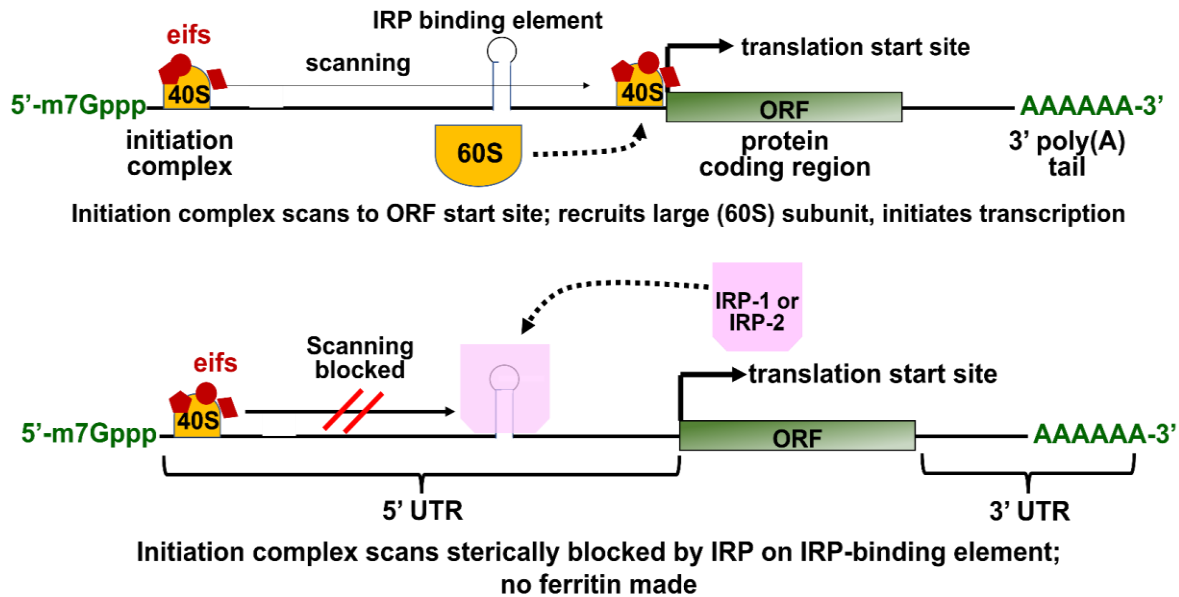 IRP binding element
eifs
scanning
translation start site
40S
40S
5’-m7Gppp
ORF
AAAAAA-3’
initiation
complex
60S
protein
coding region
3’ poly(A)
tail
Initiation complex scans to ORF start site; recruits large (60S) subunit, initiates transcription
IRP-1 or
IRP-2
Scanning
blocked
eifs
translation start site
40S
5’-m7Gppp
ORF
AAAAAA-3’
5’ UTR
3’ UTR
Initiation complex scans sterically blocked by IRP on IRP-binding element;
no ferritin made